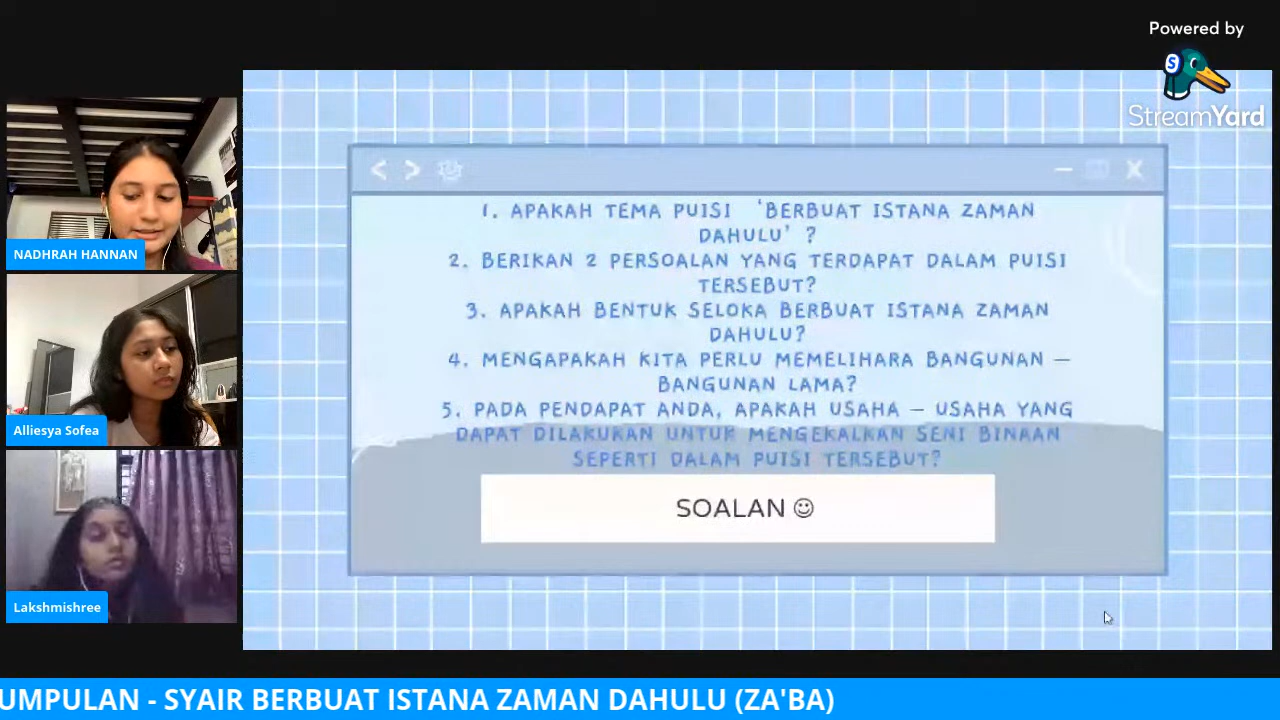 Powered by
StreamYard
NADHRAH HANNAN
Alliesya Sofea
Lakshmishree
1. APAKAH TEMA PUISI 'BERBUAT ISTANA ZAMAN
DAHULU' ?
2. BERIKAN 2 PERSOALAN YANG TERDAPAT DALAM PUISI
TERSEBUT?
3. APAKAH BENTUK SELOKA BERBUAT ISTANA ZAMAN
DAHULU?
4. MENGAPAKAH KITA PERLU MEMELIHARA BANGUNAN –
BANGUNAN LAMA?
5. PADA PENDAPAT ANDA, APAKAH USAHA – USAHA YANG
DAPAT DILAKUKAN UNTUK MENGEKALKAN SENI BINAAN
SEPERTI DALAM PUISI TERSEBUT?
SOALAN ☺
UMPULAN - SYAIR BERBUAT ISTANA ZAMAN DAHULU (ZA'BA)